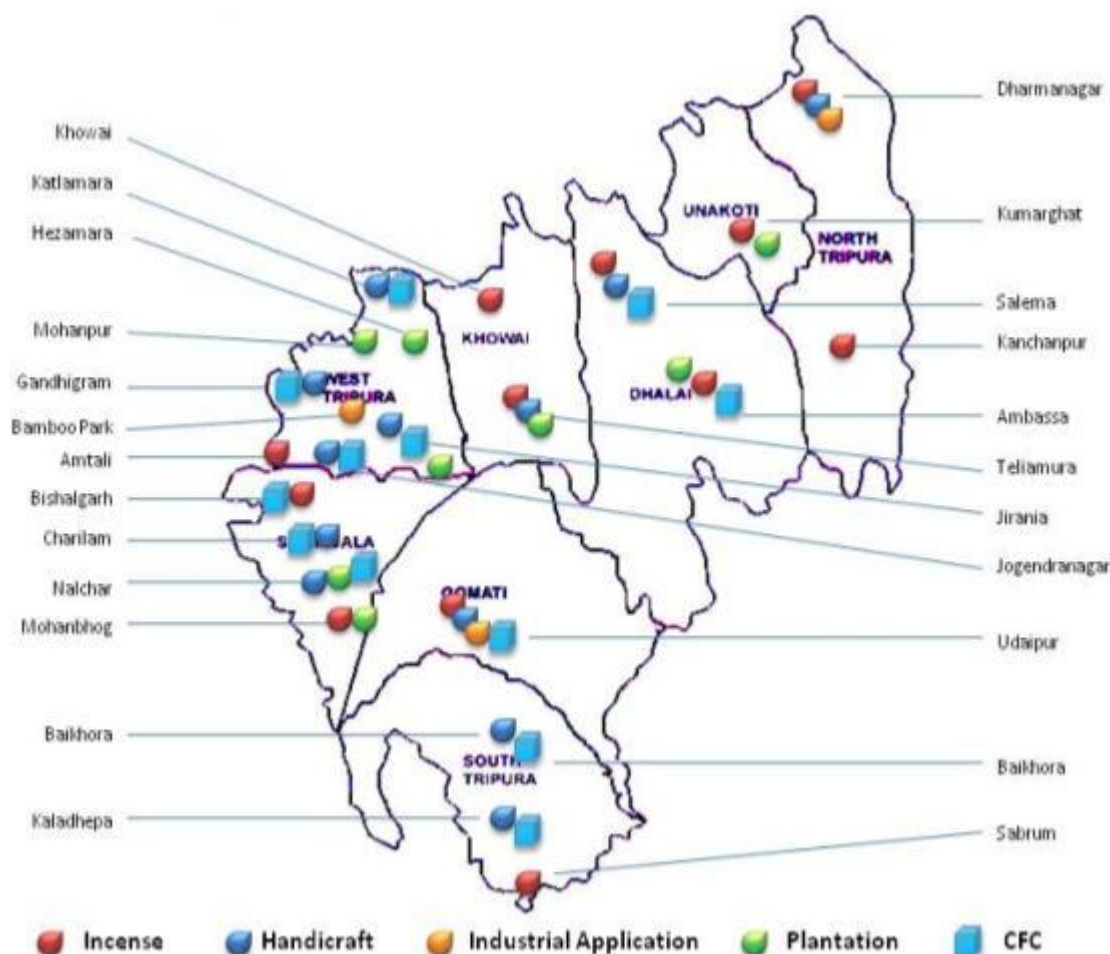 Dharmanagar
Khowai
Katlamara
Hezamara
UNAKOTI
Kumarghat
NORTH
TRIPURA
Salema
Mohanpur
KHOWAI
Kanchanpur
Gandhigram
WEST
TRIPURA
DHALAI
Ambassa
Bamboo Park
Amtali
Teliamura
Bishalgarh
Jirania
Charilam
Jogendranagar
Nalchar
GOMATI
Mohanbhog
Udaipur
Baikhora
SOUTH
TRIPURA
Baikhora
Kaladhepa
Sabrum
Incense
Handicraft
Industrial Application
Plantation
CFC